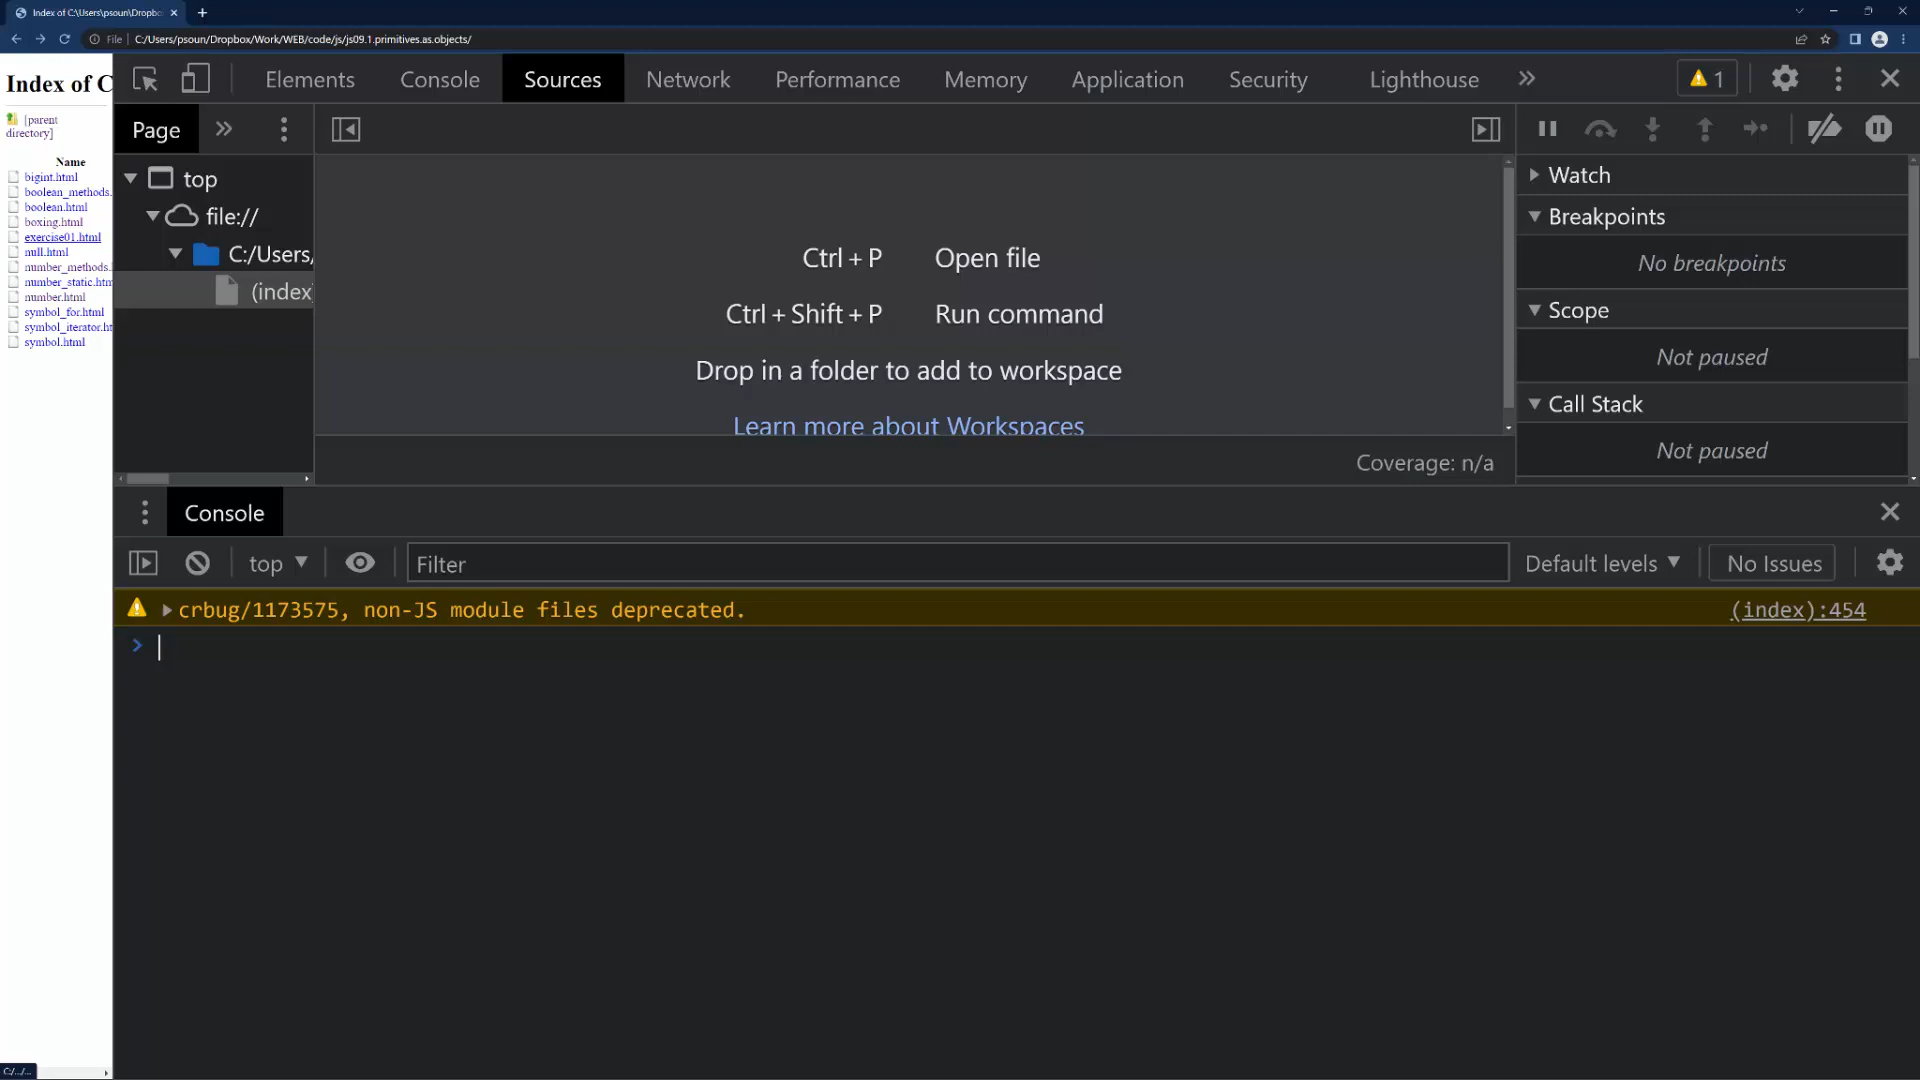 Index of C:\Users\psoun\Dropbo
File
C:/Users/psoun/Dropbox/Work/WEB/code/js/js09.1.primitives.as.objects/
Index of C
[parent
directory]
Name
bigint.html
boolean_methods.
boolean.html
boxing.html
exercise01.html
null.html
number_methods.
number_static.htm
number.html
symbol_for.html
symbol_iterator.ht
symbol.html
C:/.../...
Elements
Console
Sources
Network
Performance
Memory
Application
Security
Lighthouse
1
Page
top
file://
C:/Users/
(index)
Ctrl + P Open file
Ctrl + Shift + P Run command
Drop in a folder to add to workspace
Learn more about Workspaces
Coverage: n/a
Watch
Breakpoints
No breakpoints
Scope
Not paused
Call Stack
Not paused
Console
top
Filter
Default levels
No Issues
crbug/1173575, non-JS module files deprecated.
(index):454